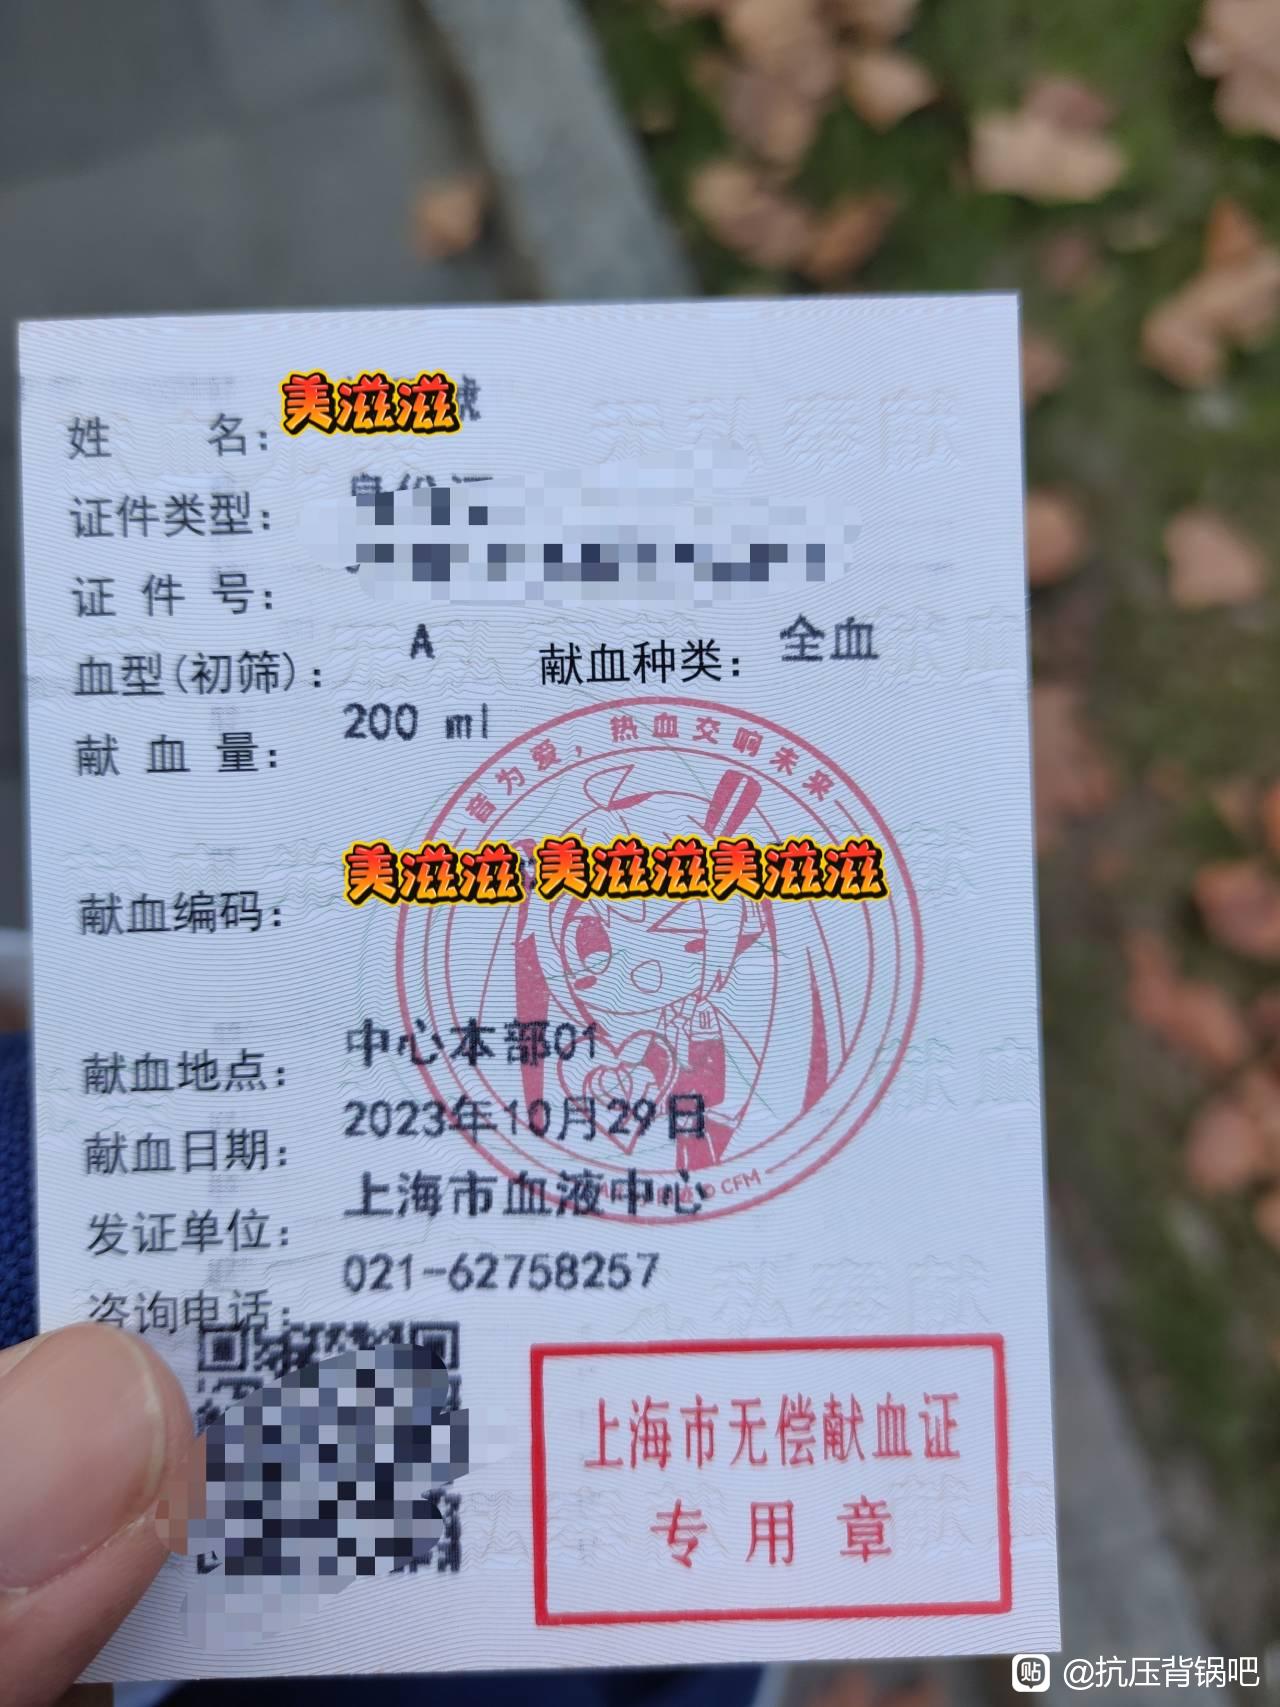 姓 名： 美滋滋
证件类型：
证件号：
血型(初筛)： A 献血种类： 全血
献血量： 200 ml
音为爱，热血交响未来
献血编码： 美滋滋 美滋滋美滋滋
献血地点： 中心本部01
献血日期： 2023年10月29日
发证单位： 上海市血液中心
© CFM
咨询电话： 021-62758257
上海市无偿献血证
专用章
贴 @抗压背锅吧